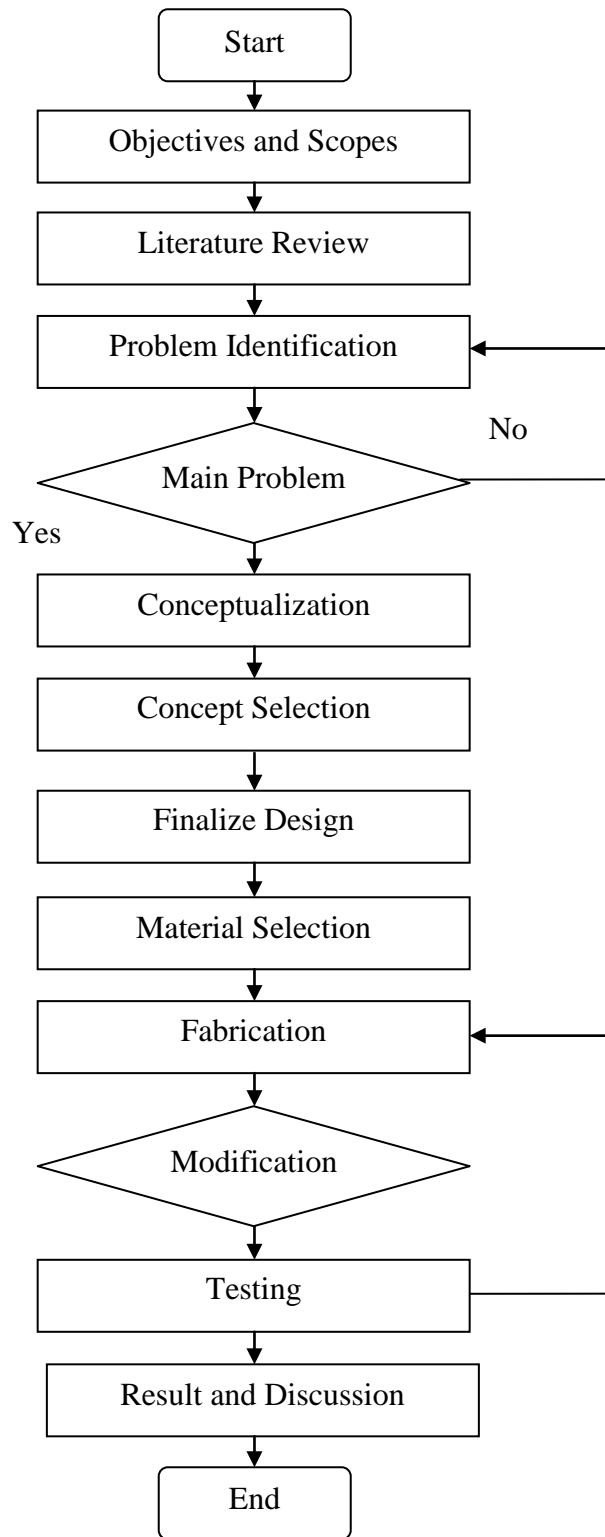 Start
Objectives and Scopes
Literature Review
Problem Identification
No
Main Problem
Yes
Conceptualization
Concept Selection
Finalize Design
Material Selection
Fabrication
Modification
Testing
Result and Discussion
End